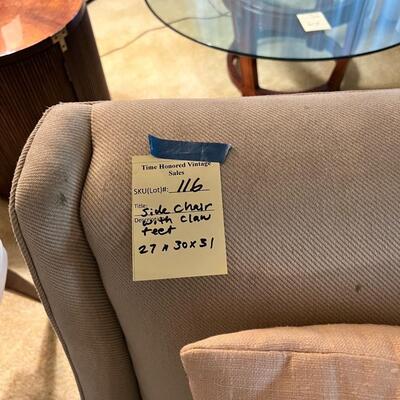 Time Honored Vintage
Sales
SKU(Lot)#: 116
Title: Side Chair
with claw
feet
27 x 30 x 31